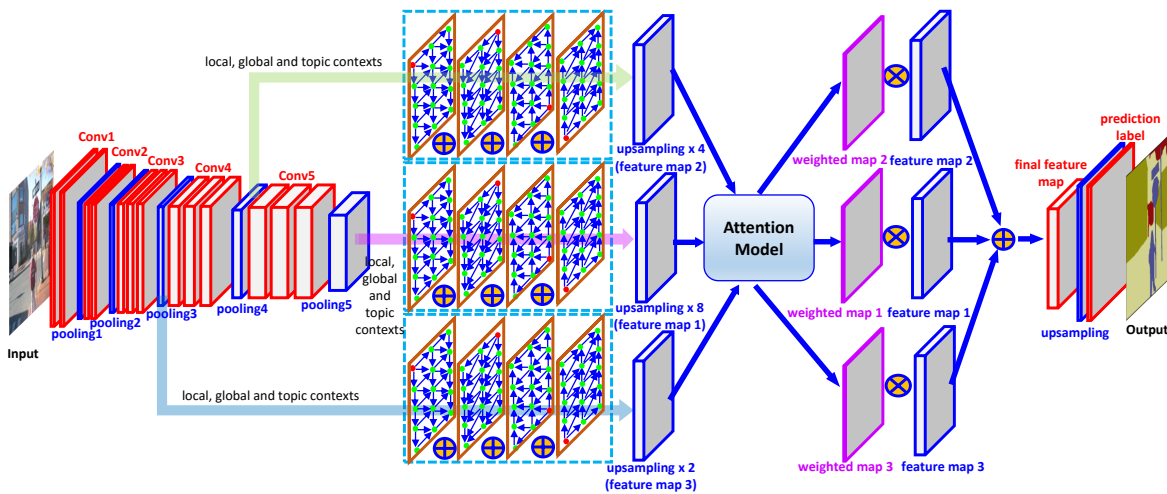 Input
Conv1
Conv2
Conv3
Conv4
Conv5
pooling1
pooling2
pooling3
pooling4
pooling5
local, global and topic contexts
local,
global
and
topic
contexts
local, global and topic contexts
upsampling x 4
(feature map 2)
upsampling x 8
(feature map 1)
upsampling x 2
(feature map 3)
Attention
Model
weighted map 2
feature map 2
weighted map 1
feature map 1
weighted map 3
feature map 3
final feature
map
prediction
label
upsampling
Output